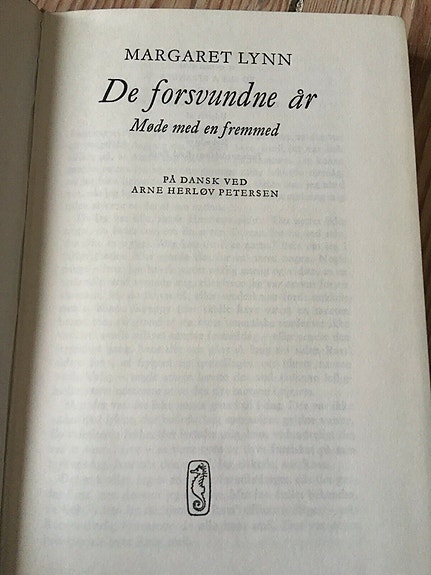 MARGARET LYNN
De forsvundne år
Møde med en fremmed
PÅ DANSK VED
ARNE HERLØV PETERSEN